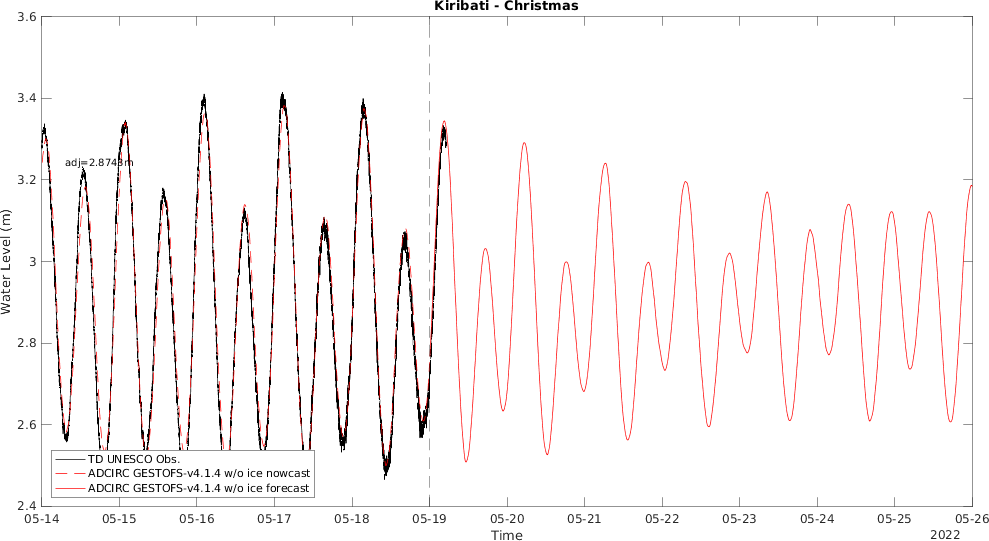 Kiribati - Christmas
3.6
3.4
3.2
3
2.8
2.6
2.4
Water Level (m)
TD UNESCO Obs.
ADCIRC GESTOFS-v4.1.4 w/o ice nowcast
ADCIRC GESTOFS-v4.1.4 w/o ice forecast
05-14 05-15 05-16 05-17 05-18 05-19 05-20 05-21 05-22 05-23 05-24 05-25 05-26
Time
2022